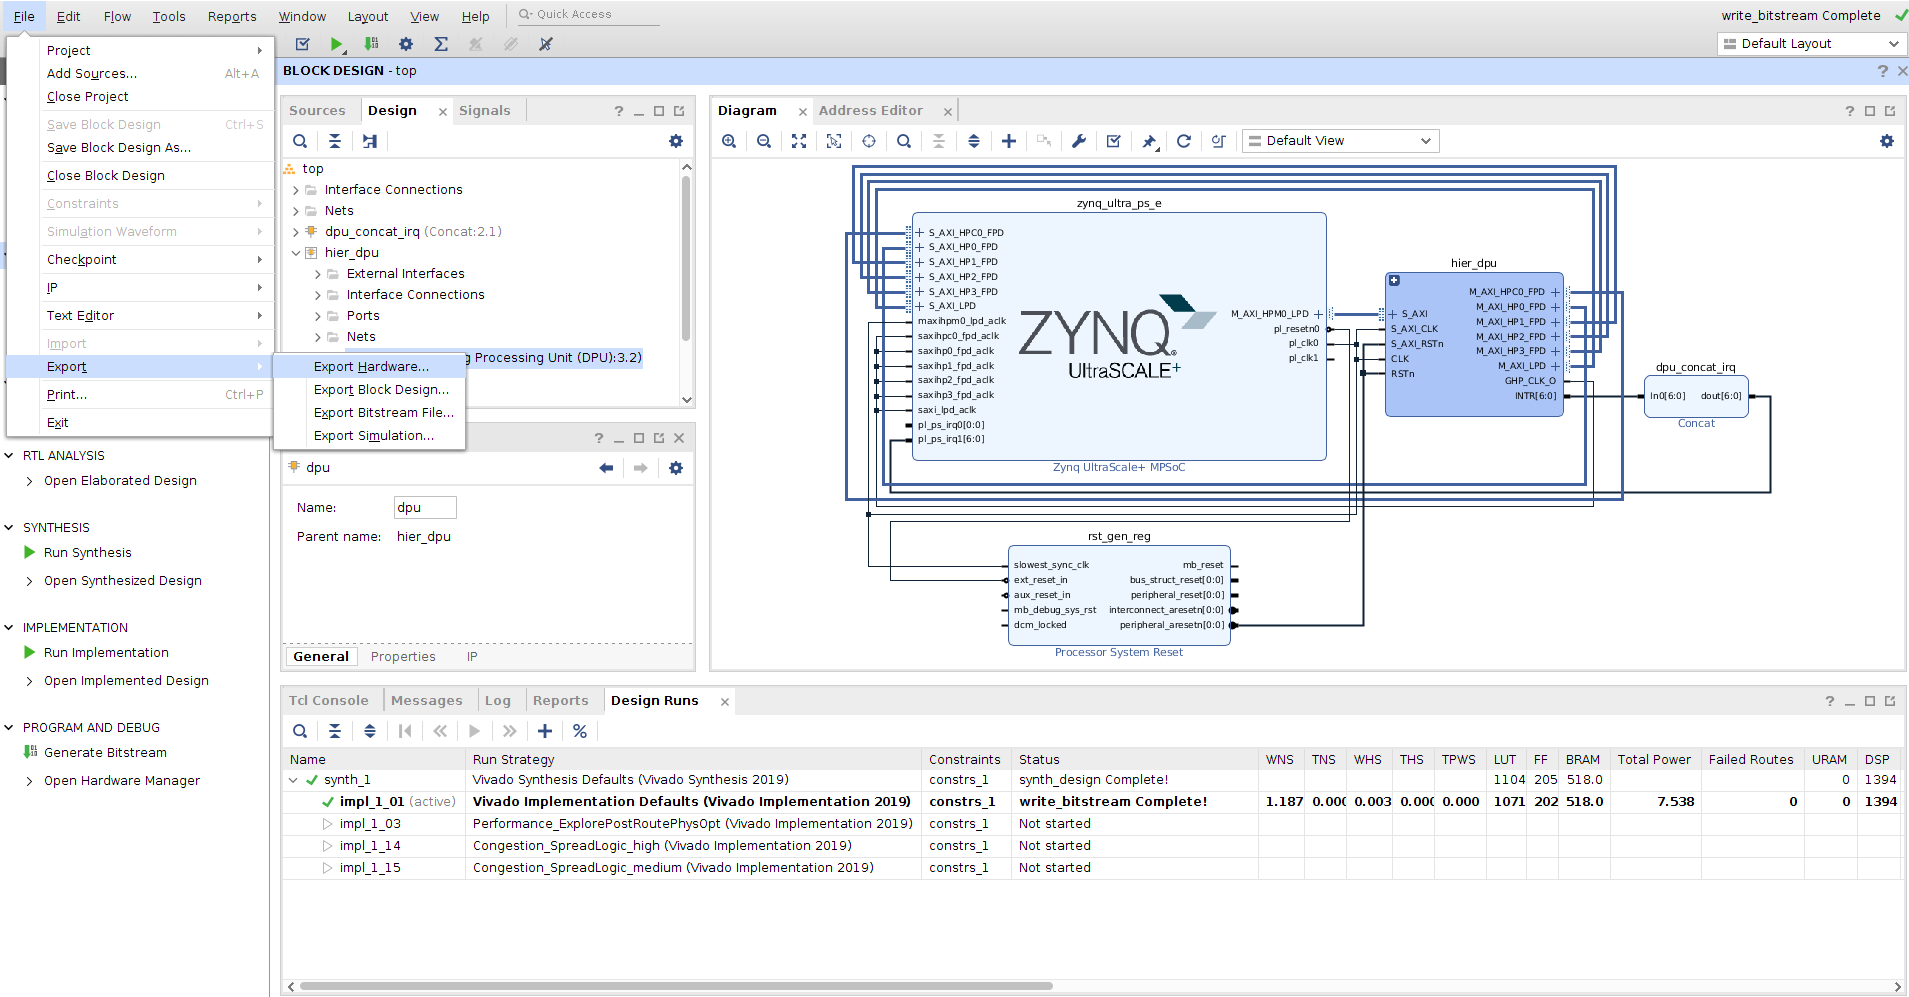 File Edit Flow Tools Reports Window Layout View Help Quick Access
write_bitstream Complete
Default Layout
Project
Add Sources... Alt+A
Close Project
Save Block Design Ctrl+S
Save Block Design As...
Close Block Design
Constraints
Simulation Waveform
Checkpoint
IP
Text Editor
Import
Export
Print... Ctrl+P
Exit
Export Hardware...
Export Block Design...
Export Bitstream File...
Export Simulation...
RTL ANALYSIS
Open Elaborated Design
SYNTHESIS
Run Synthesis
Open Synthesized Design
IMPLEMENTATION
Run Implementation
Open Implemented Design
PROGRAM AND DEBUG
Generate Bitstream
Open Hardware Manager
BLOCK DESIGN - top
Sources Design Signals
top
Interface Connections
Nets
dpu_concat_irq (Concat:2.1)
hier_dpu
External Interfaces
Interface Connections
Ports
Nets
Processing Unit (DPU):3.2)
dpu
Name: dpu
Parent name: hier_dpu
General Properties IP
Diagram Address Editor
Default View
zynq_ultra_ps_e
S_AXI_HPC0_FPD
S_AXI_HP0_FPD
S_AXI_HP1_FPD
S_AXI_HP2_FPD
S_AXI_HP3_FPD
S_AXI_LPD
maxihpm0_lpd_aclk
saxihpc0_fpd_aclk
saxihp0_fpd_aclk
saxihp1_fpd_aclk
saxihp2_fpd_aclk
saxihp3_fpd_aclk
saxi_lpd_aclk
pl_ps_irq0[0:0]
pl_ps_irq1[6:0]
ZYNQ
UltraSCALE+
M_AXI_HPM0_LPD
pl_resetn0
pl_clk0
pl_clk1
Zynq UltraScale+ MPSoC
hier_dpu
S_AXI
S_AXI_CLK
S_AXI_RSTn
CLK
RSTn
M_AXI_HPC0_FPD
M_AXI_HP0_FPD
M_AXI_HP1_FPD
M_AXI_HP2_FPD
M_AXI_HP3_FPD
M_AXI_LPD
GHP_CLK_O
INTR[6:0]
dpu_concat_irq
In0[6:0] dout[6:0]
Concat
rst_gen_reg
slowest_sync_clk mb_reset
ext_reset_in bus_struct_reset[0:0]
aux_reset_in peripheral_reset[0:0]
mb_debug_sys_rst interconnect_aresetn[0:0]
dcm_locked peripheral_aresetn[0:0]
Processor System Reset
Tcl Console Messages Log Reports Design Runs
Name Run Strategy Constraints Status WNS TNS WHS THS TPWS LUT FF BRAM Total Power Failed Routes URAM DSP
synth_1 Vivado Synthesis Defaults (Vivado Synthesis 2019) constrs_1 synth_design Complete! 1104 205 518.0 0 1394
impl_1_01 (active) Vivado Implementation Defaults (Vivado Implementation 2019) constrs_1 write_bitstream Complete! 1.187 0.000 0.003 0.000 0.000 1071 202 518.0 7.538 0 0 1394
impl_1_03 Performance_ExplorePostRoutePhysOpt (Vivado Implementation 2019) constrs_1 Not started
impl_1_14 Congestion_SpreadLogic_high (Vivado Implementation 2019) constrs_1 Not started
impl_1_15 Congestion_SpreadLogic_medium (Vivado Implementation 2019) constrs_1 Not started